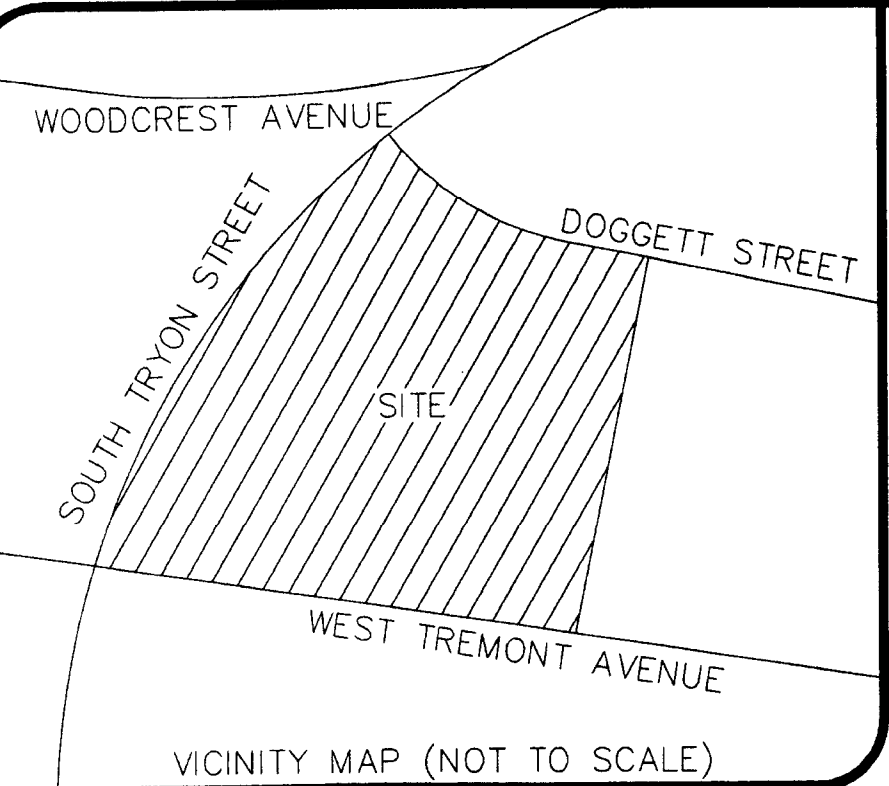 WOODCREST AVENUE
DOGGETT STREET
SOUTH TRYON STREET
SITE
WEST TREMONT AVENUE
VICINITY MAP (NOT TO SCALE)